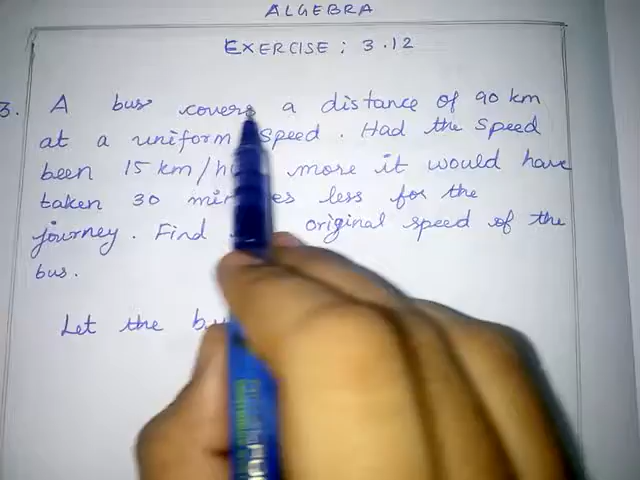 ALGEBRA
EXERCISE : 3.12
3. A bus covers a distance of 90 km
at a uniform speed. Had the speed
been 15 km/h more it would have
taken 30 minutes less for the
journey. Find original speed of the
bus.
Let the